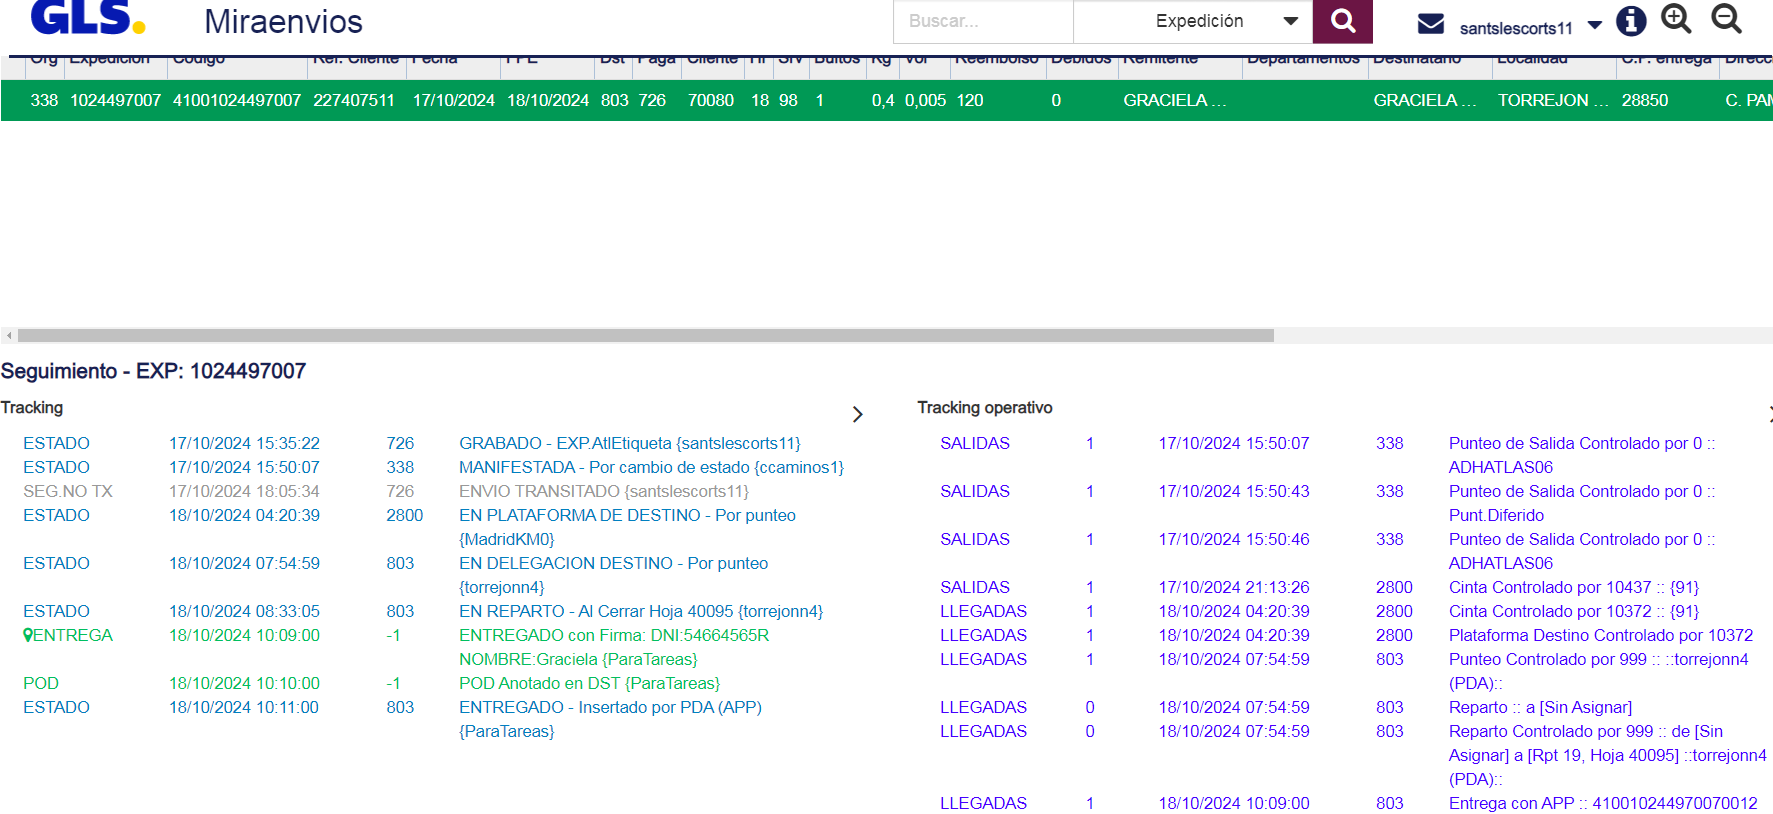 GLS.
Miraenvios
Buscar...
Expedición
santslescorts11
Org Expedición Código Ref. Cliente Fecha FPE Dst Paga Cliente Tr Srv Bultos Kg Vol Reembolso Debidos Remitente Departamentos Destinatario Localidad C.P. entrega Direcc
338 1024497007 41001024497007 227407511 17/10/2024 18/10/2024 803 726 70080 18 98 1 0,4 0,005 120 0 GRACIELA ... GRACIELA ... TORREJON ... 28850 C. PAM
Seguimiento - EXP: 1024497007
Tracking
ESTADO 17/10/2024 15:35:22 726 GRABADO - EXP.AtlEtiqueta {santslescorts11}
ESTADO 17/10/2024 15:50:07 338 MANIFESTADA - Por cambio de estado {ccaminos1}
SEG.NO TX 17/10/2024 18:05:34 726 ENVIO TRANSITADO {santslescorts11}
ESTADO 18/10/2024 04:20:39 2800 EN PLATAFORMA DE DESTINO - Por punteo
{MadridKM0}
ESTADO 18/10/2024 07:54:59 803 EN DELEGACION DESTINO - Por punteo
{torrejonn4}
ESTADO 18/10/2024 08:33:05 803 EN REPARTO - Al Cerrar Hoja 40095 {torrejonn4}
ENTREGA 18/10/2024 10:09:00 -1 ENTREGADO con Firma: DNI:54664565R
NOMBRE:Graciela {ParaTareas}
POD 18/10/2024 10:10:00 -1 POD Anotado en DST {ParaTareas}
ESTADO 18/10/2024 10:11:00 803 ENTREGADO - Insertado por PDA (APP)
{ParaTareas}
Tracking operativo
SALIDAS 1 17/10/2024 15:50:07 338 Punteo de Salida Controlado por 0 ::
ADHATLAS06
SALIDAS 1 17/10/2024 15:50:43 338 Punteo de Salida Controlado por 0 ::
Punt.Diferido
SALIDAS 1 17/10/2024 15:50:46 338 Punteo de Salida Controlado por 0 ::
ADHATLAS06
SALIDAS 1 17/10/2024 21:13:26 2800 Cinta Controlado por 10437 :: {91}
LLEGADAS 1 18/10/2024 04:20:39 2800 Cinta Controlado por 10372 :: {91}
LLEGADAS 1 18/10/2024 04:20:39 2800 Plataforma Destino Controlado por 10372
LLEGADAS 1 18/10/2024 07:54:59 803 Punteo Controlado por 999 :: ::torrejonn4
(PDA)::
LLEGADAS 0 18/10/2024 07:54:59 803 Reparto :: a [Sin Asignar]
LLEGADAS 0 18/10/2024 07:54:59 803 Reparto Controlado por 999 :: de [Sin
Asignar] a [Rpt 19, Hoja 40095] ::torrejonn4
(PDA)::
LLEGADAS 1 18/10/2024 10:09:00 803 Entrega con APP :: 410010244970070012